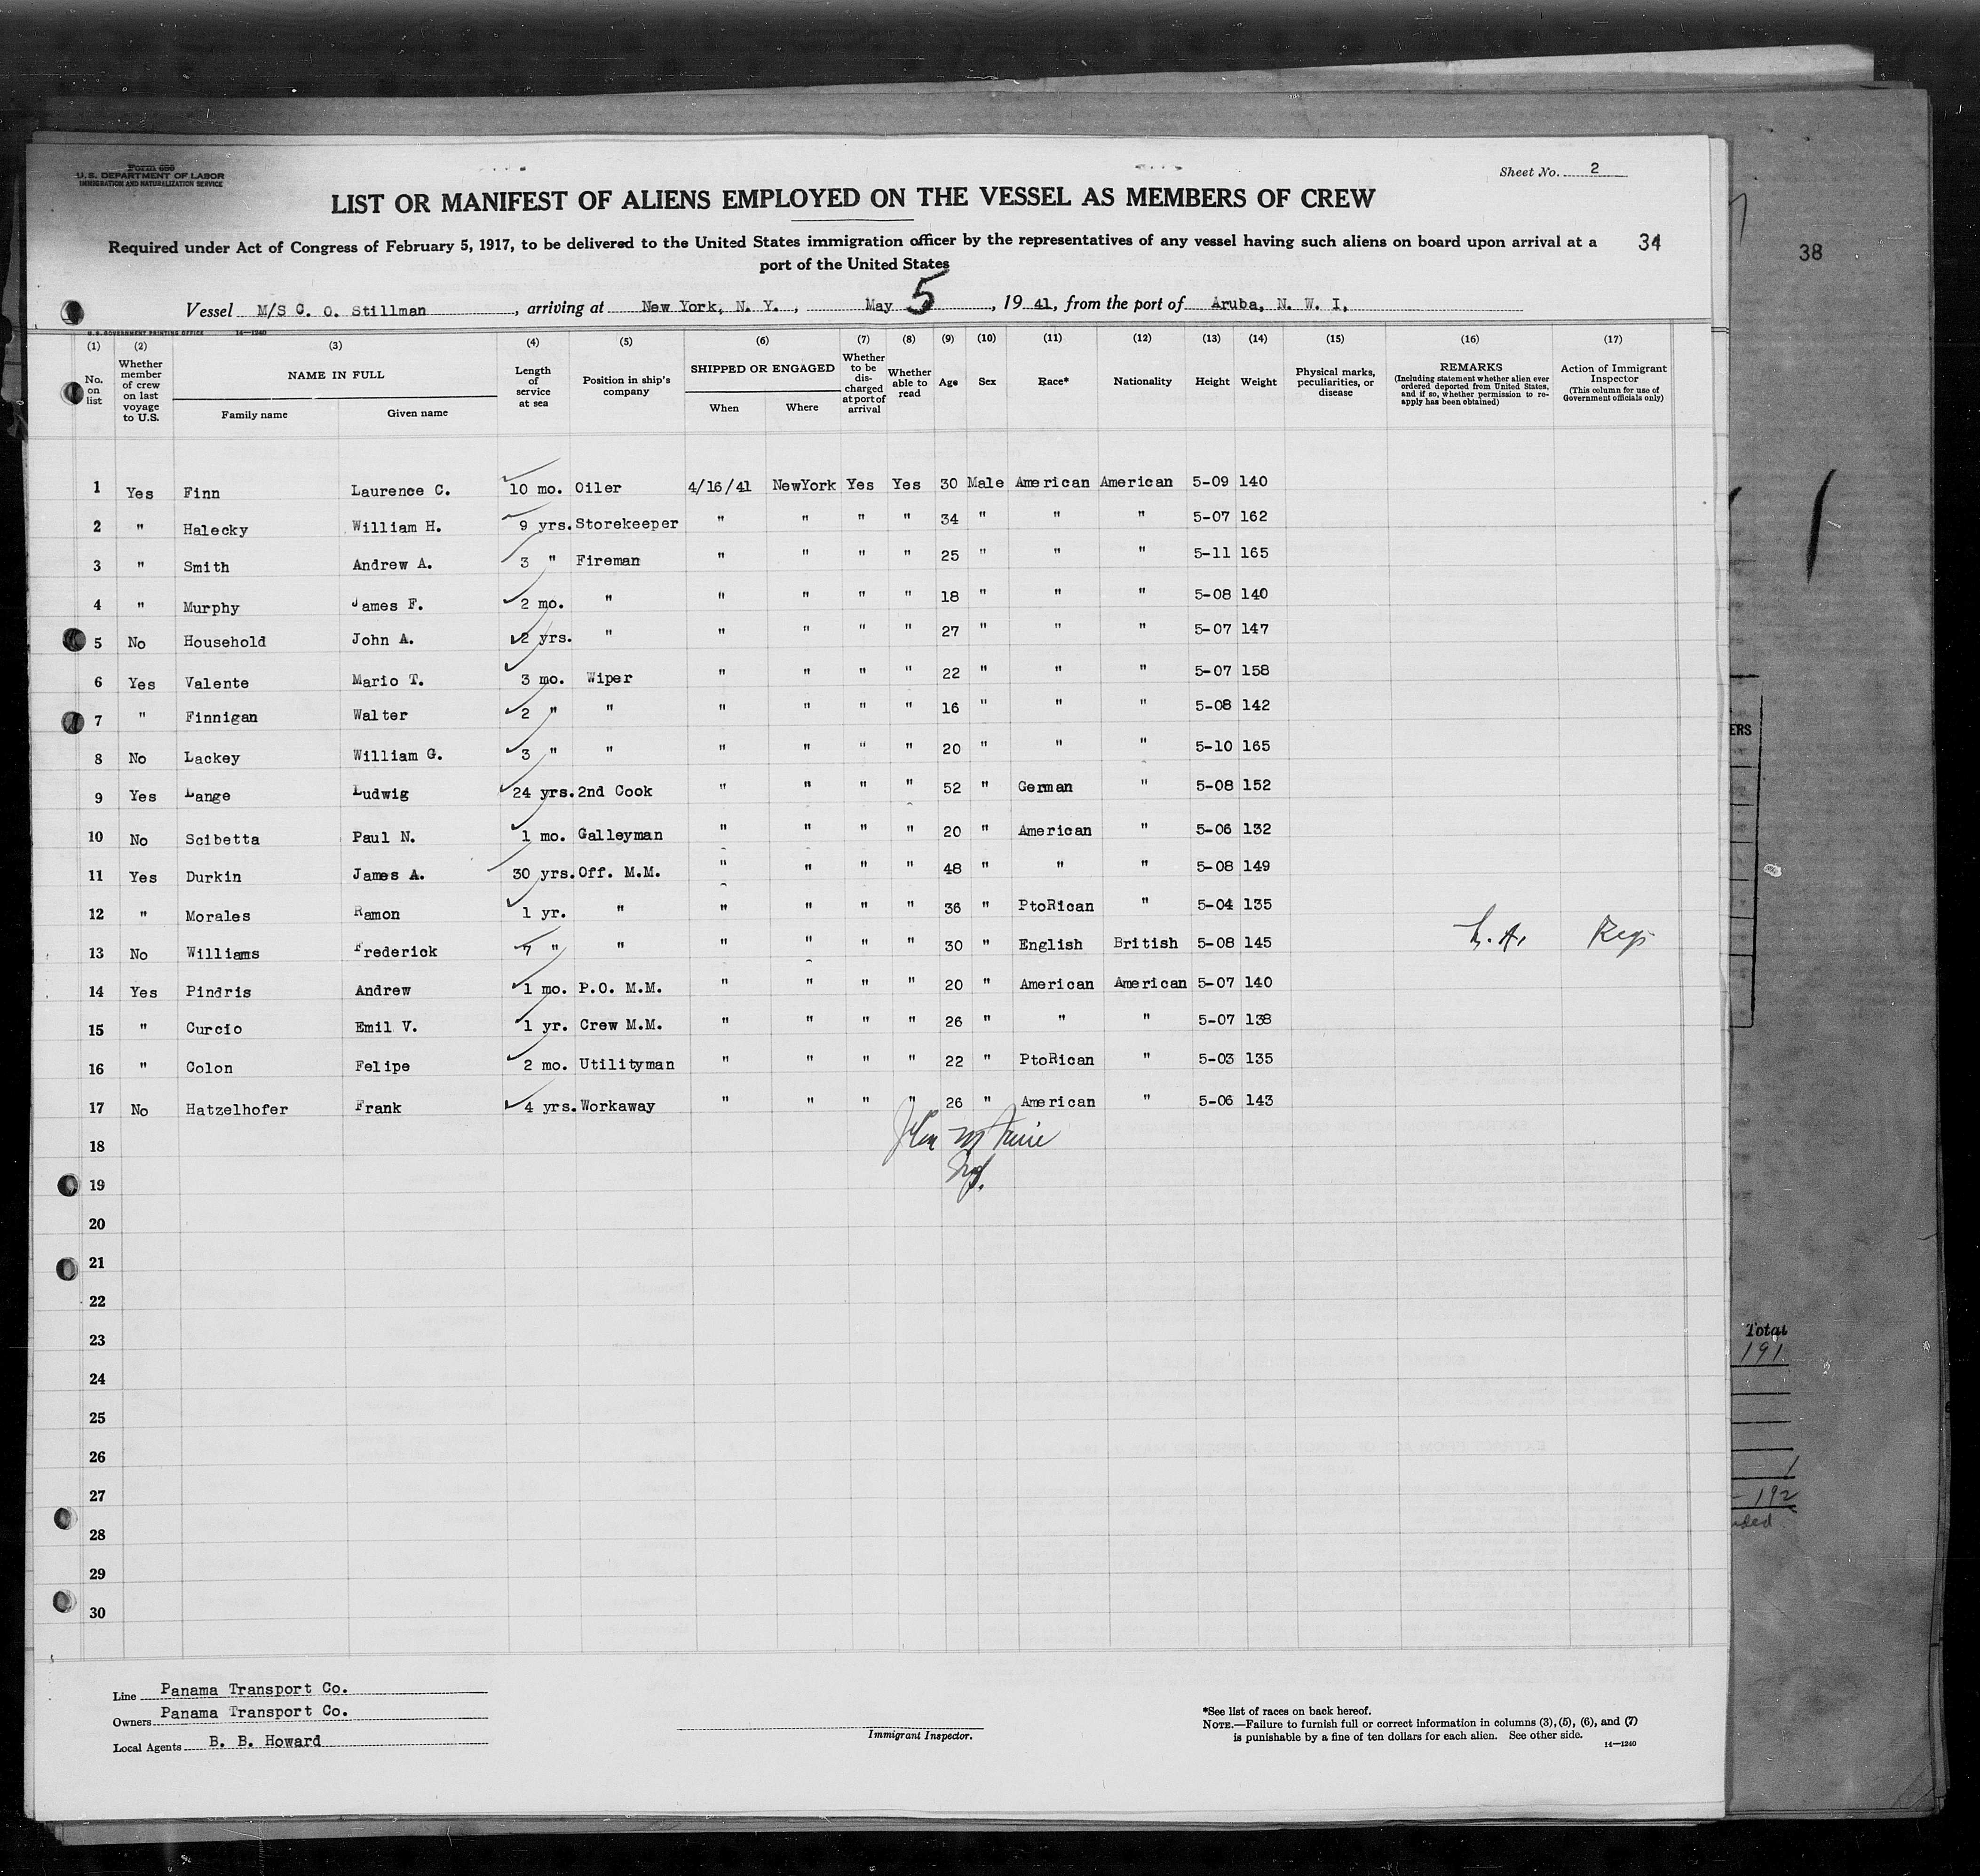 Form 680
U. S. DEPARTMENT OF LABOR
IMMIGRATION AND NATURALIZATION SERVICE
Sheet No. 2
LIST OR MANIFEST OF ALIENS EMPLOYED ON THE VESSEL AS MEMBERS OF CREW
Required under Act of Congress of February 5, 1917, to be delivered to the United States immigration officer by the representatives of any vessel having such aliens on board upon arrival at a
port of the United States
34
38
Vessel M/S C. O. Stillman, arriving at New York, N. Y., May 5, 1941, from the port of Aruba, N. W. I.
U. S. GOVERNMENT PRINTING OFFICE 14—1240
(1) (2) (3) (4) (5) (6) (7) (8) (9) (10) (11) (12) (13) (14) (15) (16) (17)
No. on list
Whether member of crew on last voyage to U.S.
NAME IN FULL
Family name
Given name
Length of service at sea
Position in ship's company
SHIPPED OR ENGAGED
When
Where
Whether to be discharged at port of arrival
Whether able to read
Age
Sex
Race*
Nationality
Height
Weight
Physical marks, peculiarities, or disease
REMARKS
(Including statement whether alien ever ordered deported from United States, and if so, whether permission to reapply has been obtained)
Action of Immigrant Inspector
(This column for use of Government officials only)
1 Yes Finn Laurence C. 10 mo. Oiler 4/16/41 NewYork Yes Yes 30 Male American American 5-09 140
2 " Halecky William H. 9 yrs. Storekeeper " " " " 34 " " " 5-07 162
3 " Smith Andrew A. 3 " Fireman " " " " 25 " " " 5-11 165
4 " Murphy James F. 2 mo. " " " " " 18 " " " 5-08 140
5 No Household John A. 2 yrs. " " " " " 27 " " " 5-07 147
6 Yes Valente Mario T. 3 mo. Wiper " " " " 22 " " " 5-07 158
7 " Finnigan Walter 2 " " " " " " 16 " " " 5-08 142
8 No Lackey William G. 3 " " " " " " 20 " " " 5-10 165
9 Yes Lange Ludwig 24 yrs. 2nd Cook " " " " 52 " German " 5-08 152
10 No Scibetta Paul N. 1 mo. Galleyman " " " " 20 " American " 5-06 132
11 Yes Durkin James A. 30 yrs. Off. M.M. " " " " 48 " " " 5-08 149
12 " Morales Ramon 1 yr. " " " " " 36 " PtoRican " 5-04 135
13 No Williams Frederick 7 " " " " " " 30 " English British 5-08 145
14 Yes Pindris Andrew 1 mo. P.O. M.M. " " " " 20 " American American 5-07 140
15 " Curcio Emil V. 1 yr. Crew M.M. " " " " 26 " " " 5-07 138
16 " Colon Felipe 2 mo. Utilityman " " " " 22 " PtoRican " 5-03 135
17 No Hatzelhofer Frank 4 yrs. Workaway " " " " 26 " American " 5-06 143
18
19
20
21
22
23
24
25
26
27
28
29
30
Line Panama Transport Co.
Owners Panama Transport Co.
Local Agents B. B. Howard
Immigrant Inspector.
*See list of races on back hereof.
NOTE.—Failure to furnish full or correct information in columns (3), (5), (6), and (7)
is punishable by a fine of ten dollars for each alien. See other side.
14—1240
ERS
Total
191
1
192